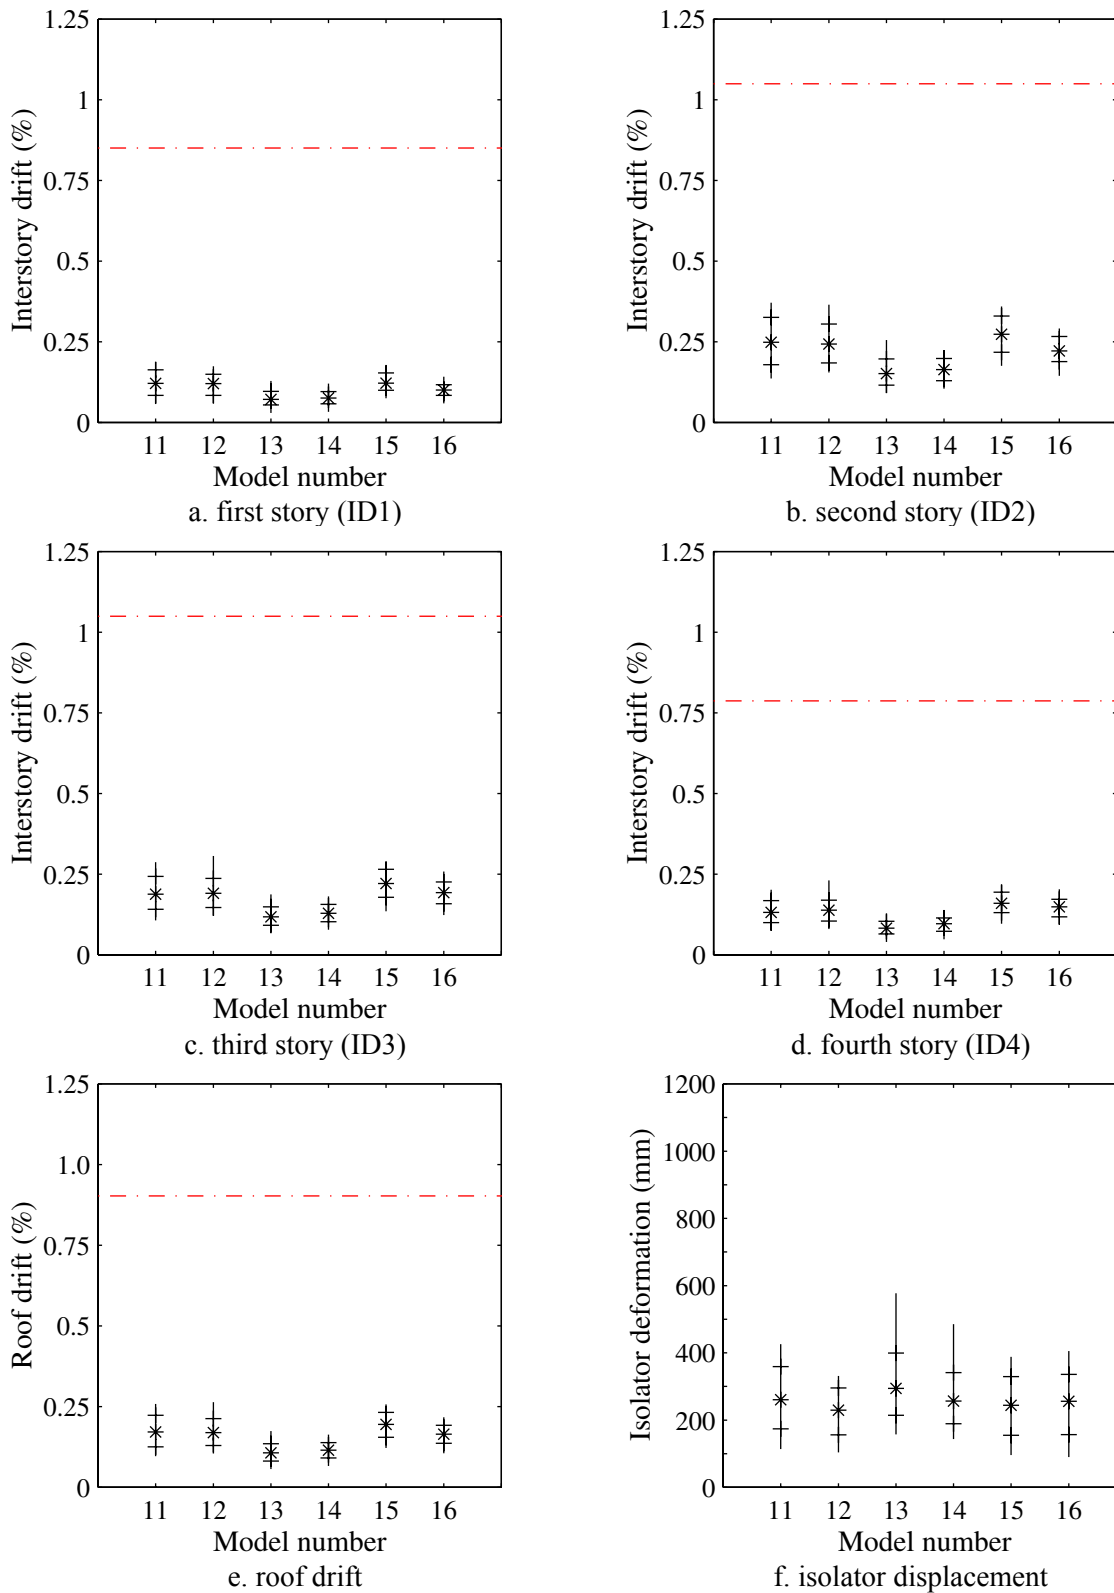 1.25
1
0.75
0.5
0.25
0
Interstory drift (%)
11 12 13 14 15 16
Model number
a. first story (ID1)
1.25
1
0.75
0.5
0.25
0
Interstory drift (%)
11 12 13 14 15 16
Model number
b. second story (ID2)
1.25
1
0.75
0.5
0.25
0
Interstory drift (%)
11 12 13 14 15 16
Model number
c. third story (ID3)
1.25
1
0.75
0.5
0.25
0
Interstory drift (%)
11 12 13 14 15 16
Model number
d. fourth story (ID4)
1.25
1.0
0.75
0.5
0.25
0
Roof drift (%)
11 12 13 14 15 16
Model number
e. roof drift
1200
1000
800
600
400
200
0
Isolator deformation (mm)
11 12 13 14 15 16
Model number
f. isolator displacement